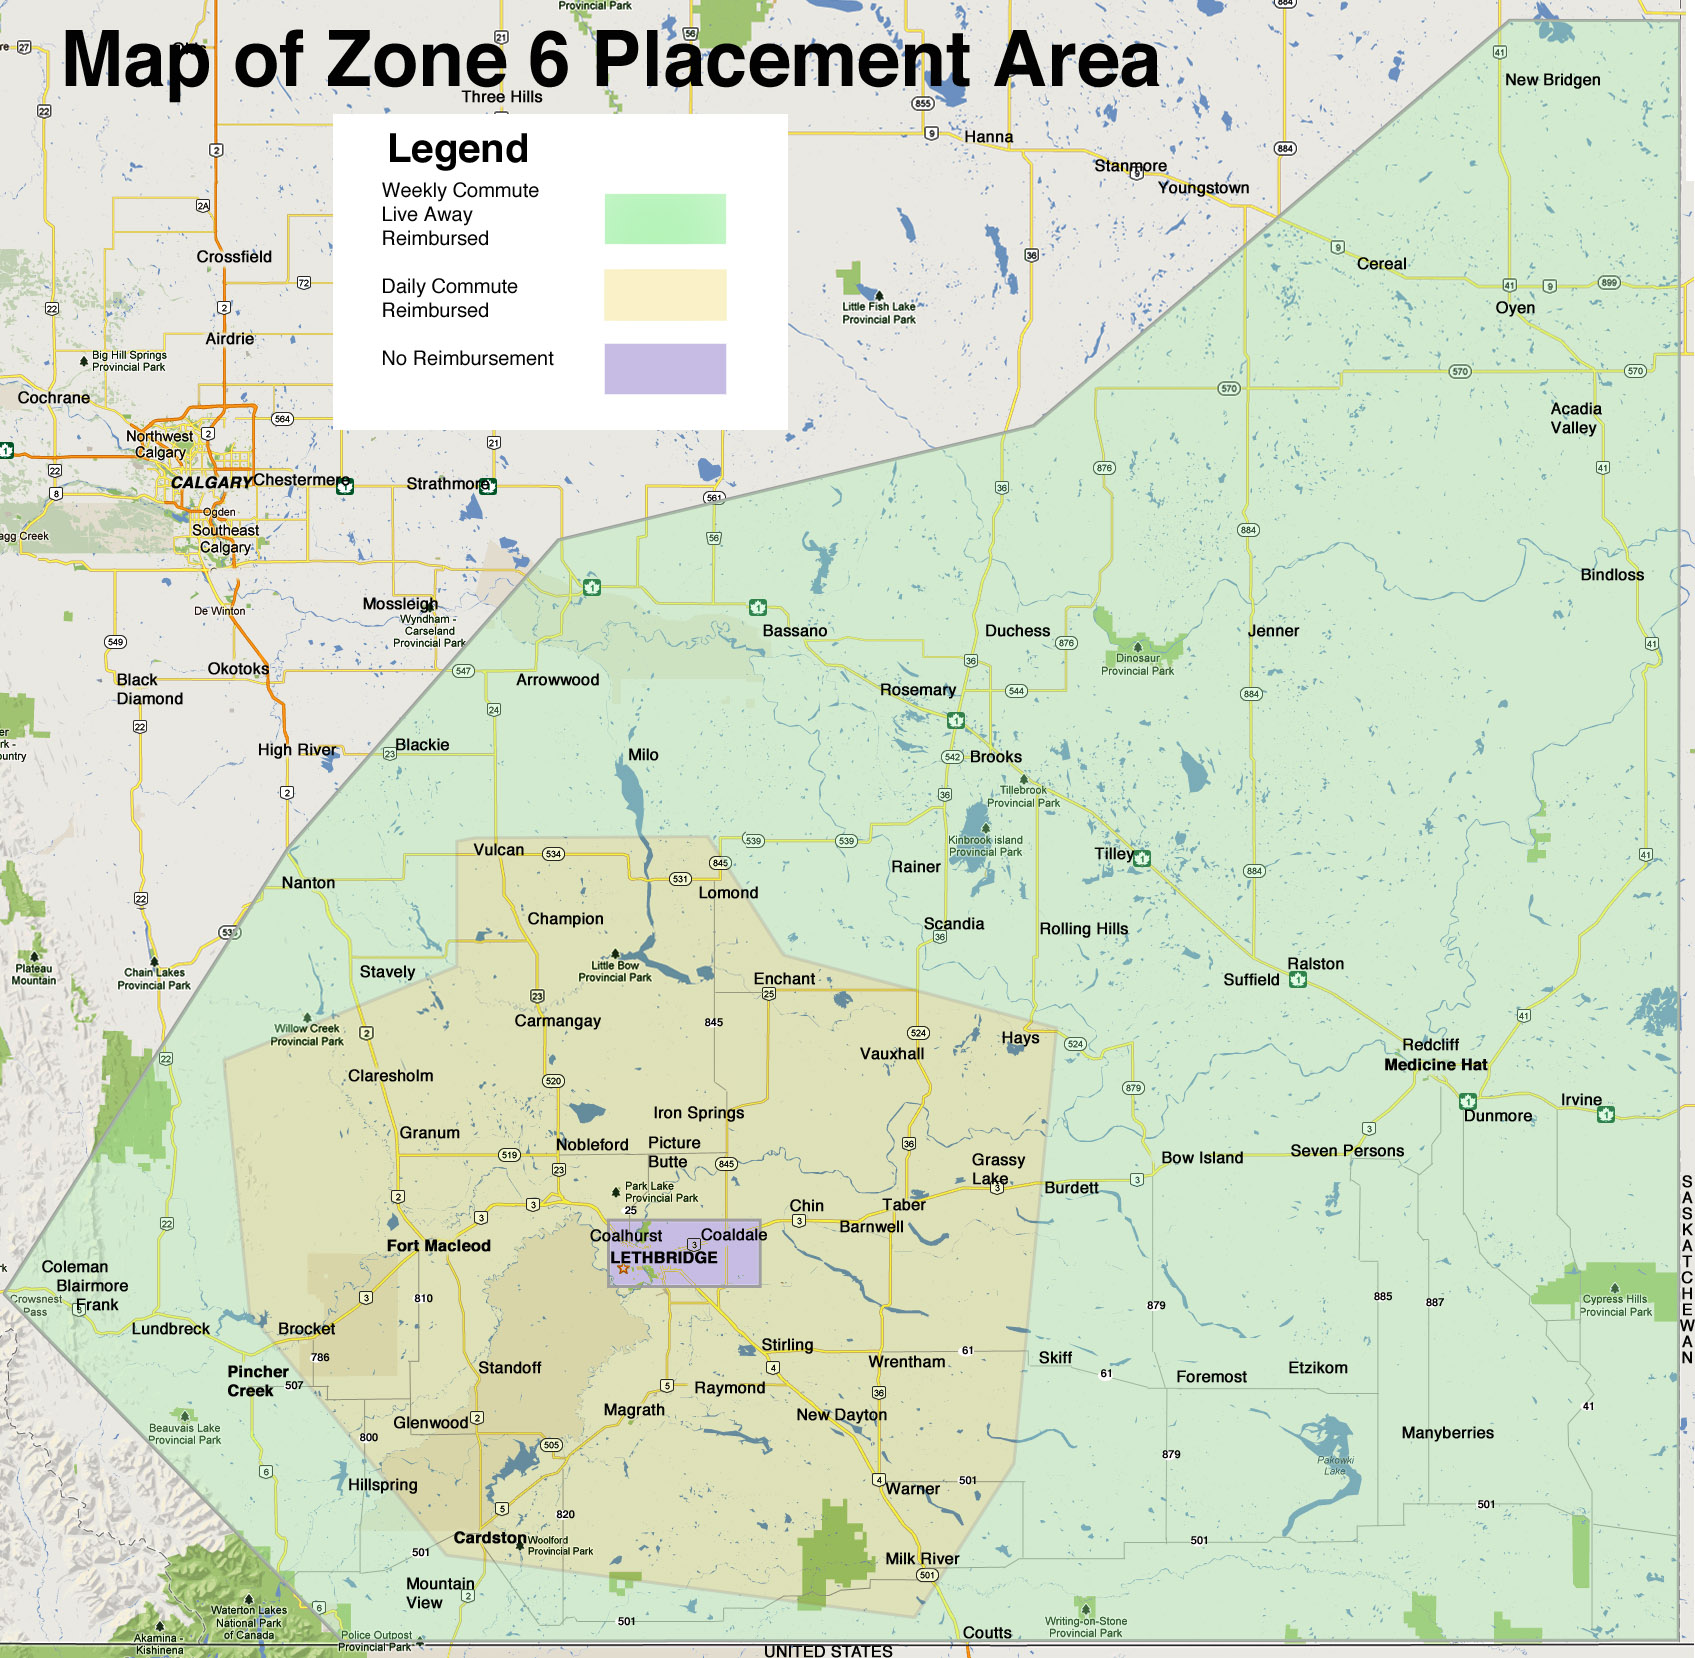 Provincial Park
Olds
Map of Zone 6 Placement Area
Three Hills
New Bridgen
Hanna
Stanmore
Youngstown
Legend
Weekly Commute
Live Away
Reimbursed
Daily Commute
Reimbursed
No Reimbursement
Crossfield
Cereal
Little Fish Lake
Provincial Park
Oyen
Airdrie
Big Hill Springs
Provincial Park
Cochrane
Acadia
Valley
Northwest
Calgary
CALGARY
Chestermere
Strathmore
Ogden
Southeast
Calgary
agg Creek
Bindloss
De Winton
Mossleigh
Wyndham -
Carseland
Provincial Park
Bassano
Duchess
Jenner
Dinosaur
Provincial Park
Okotoks
Black
Diamond
Arrowwood
Rosemary
High River
Blackie
Milo
Brooks
Tillebrook
Provincial Park
Kinbrook island
Provincial Park
Vulcan
Tilley
Rainer
Nanton
Lomond
Champion
Scandia
Rolling Hills
Plateau
Mountain
Chain Lakes
Provincial Park
Stavely
Little Bow
Provincial Park
Enchant
Ralston
Suffield
Carmangay
Willow Creek
Provincial Park
Hays
Vauxhall
Redcliff
Medicine Hat
Claresholm
Iron Springs
Irvine
Dunmore
Granum
Nobleford
Picture
Butte
Grassy
Lake
Bow Island
Seven Persons
Park Lake
Provincial Park
Burdett
Chin
Taber
Barnwell
Coalhurst
Coaldale
LETHBRIDGE
Fort Macleod
SASKATCHEWAN
Coleman
Blairmore
Frank
Crowsnest
Pass
Cypress Hills
Provincial Park
Lundbreck
Brocket
Stirling
Wrentham
Skiff
Standoff
Pincher
Creek
Foremost
Etzikom
Raymond
Magrath
New Dayton
Glenwood
Beauvais Lake
Provincial Park
Manyberries
Pakowki
Lake
Hillspring
Warner
Cardston
Woolford
Provincial Park
Milk River
Mountain
View
Waterton Lakes
National Park
of Canada
Writing-on-Stone
Provincial Park
Coutts
Akamina -
Kishinena
Police Outpost
Provincial Park
UNITED STATES